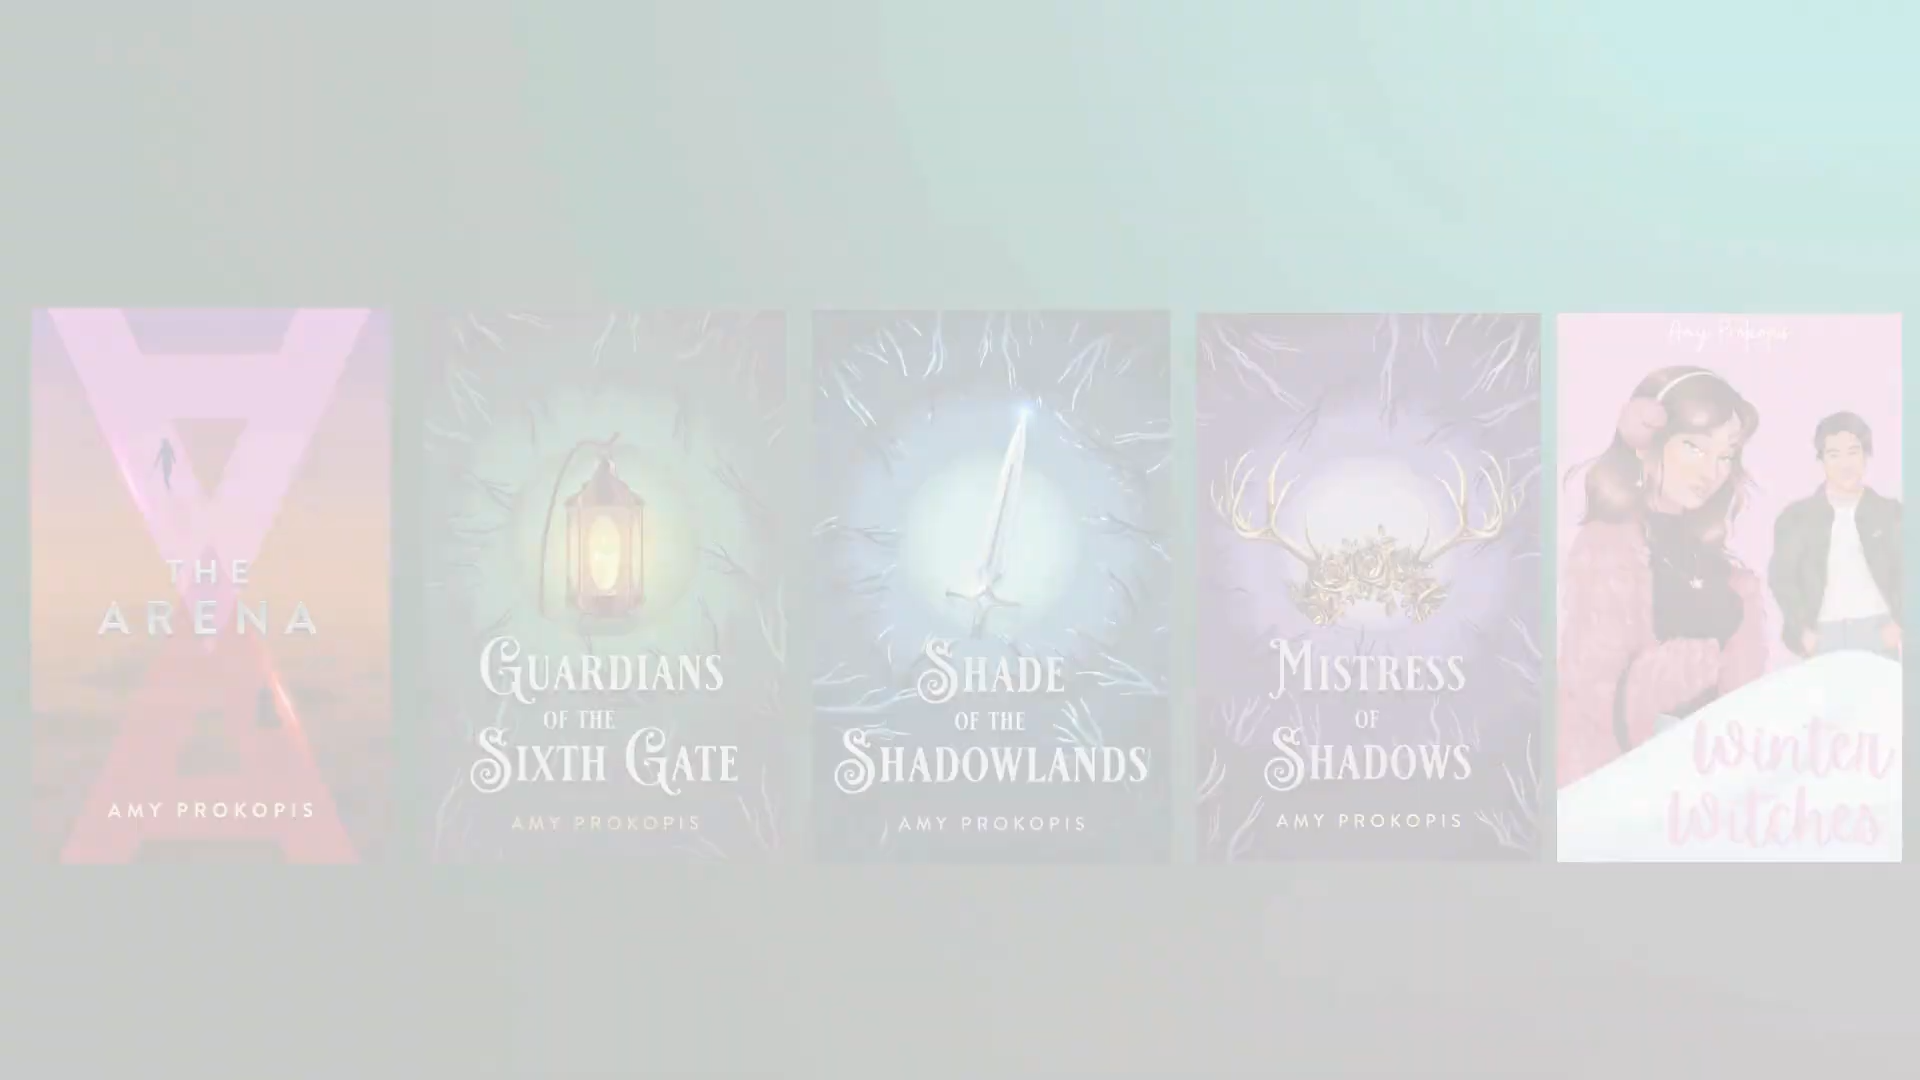 THE
ARENA
AMY PROKOPIS
GUARDIANS
OF THE
SIXTH GATE
AMY PROKOPIS
SHADE
OF THE
SHADOWLANDS
AMY PROKOPIS
MISTRESS
OF
SHADOWS
AMY PROKOPIS
Amy Prokopis
Winter
Witches